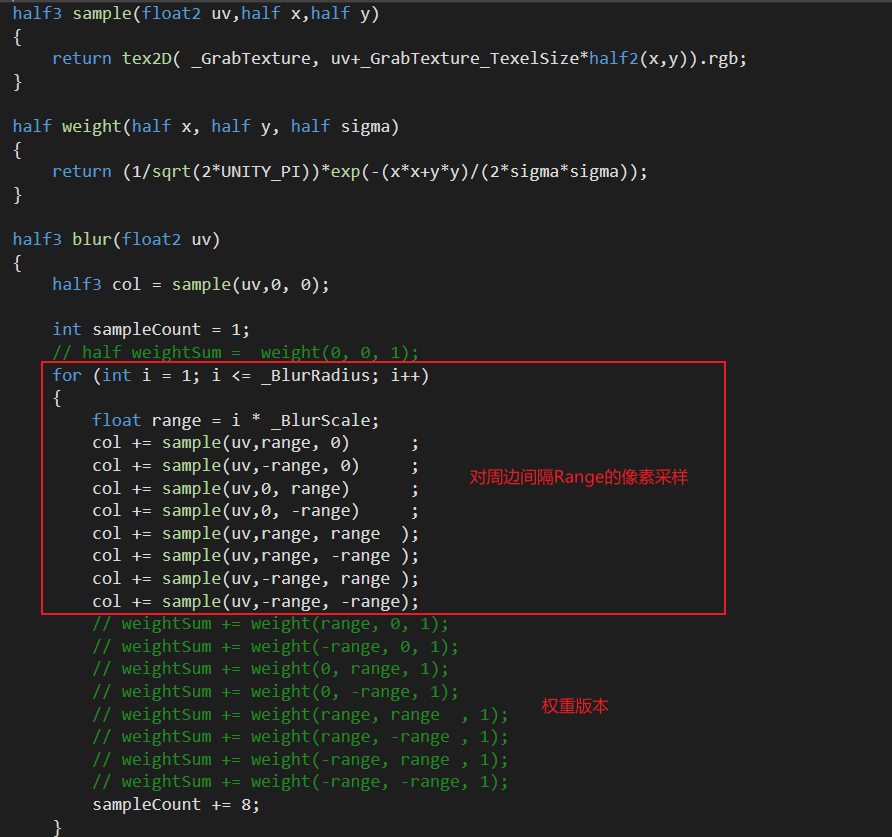 half3 sample(float2 uv,half x,half y)
{
    return tex2D( _GrabTexture, uv+_GrabTexture_TexelSize*half2(x,y)).rgb;
}

half weight(half x, half y, half sigma)
{
    return (1/sqrt(2*UNITY_PI))*exp(-(x*x+y*y)/(2*sigma*sigma));
}

half3 blur(float2 uv)
{
    half3 col = sample(uv,0, 0);

    int sampleCount = 1;
    // half weightSum =  weight(0, 0, 1);
    for (int i = 1; i <= _BlurRadius; i++)
    {
        float range = i * _BlurScale;
        col += sample(uv,range, 0)      ;
        col += sample(uv,-range, 0)     ;
        col += sample(uv,0, range)      ;
        col += sample(uv,0, -range)     ;
        col += sample(uv,range, range  );
        col += sample(uv,range, -range );
        col += sample(uv,-range, range );
        col += sample(uv,-range, -range);
对周边间隔Range的像素采样
        // weightSum += weight(range, 0, 1);
        // weightSum += weight(-range, 0, 1);
        // weightSum += weight(0, range, 1);
        // weightSum += weight(0, -range, 1);
        // weightSum += weight(range, range  , 1);
        // weightSum += weight(range, -range , 1);
        // weightSum += weight(-range, range , 1);
        // weightSum += weight(-range, -range, 1);
权重版本
        sampleCount += 8;
    }